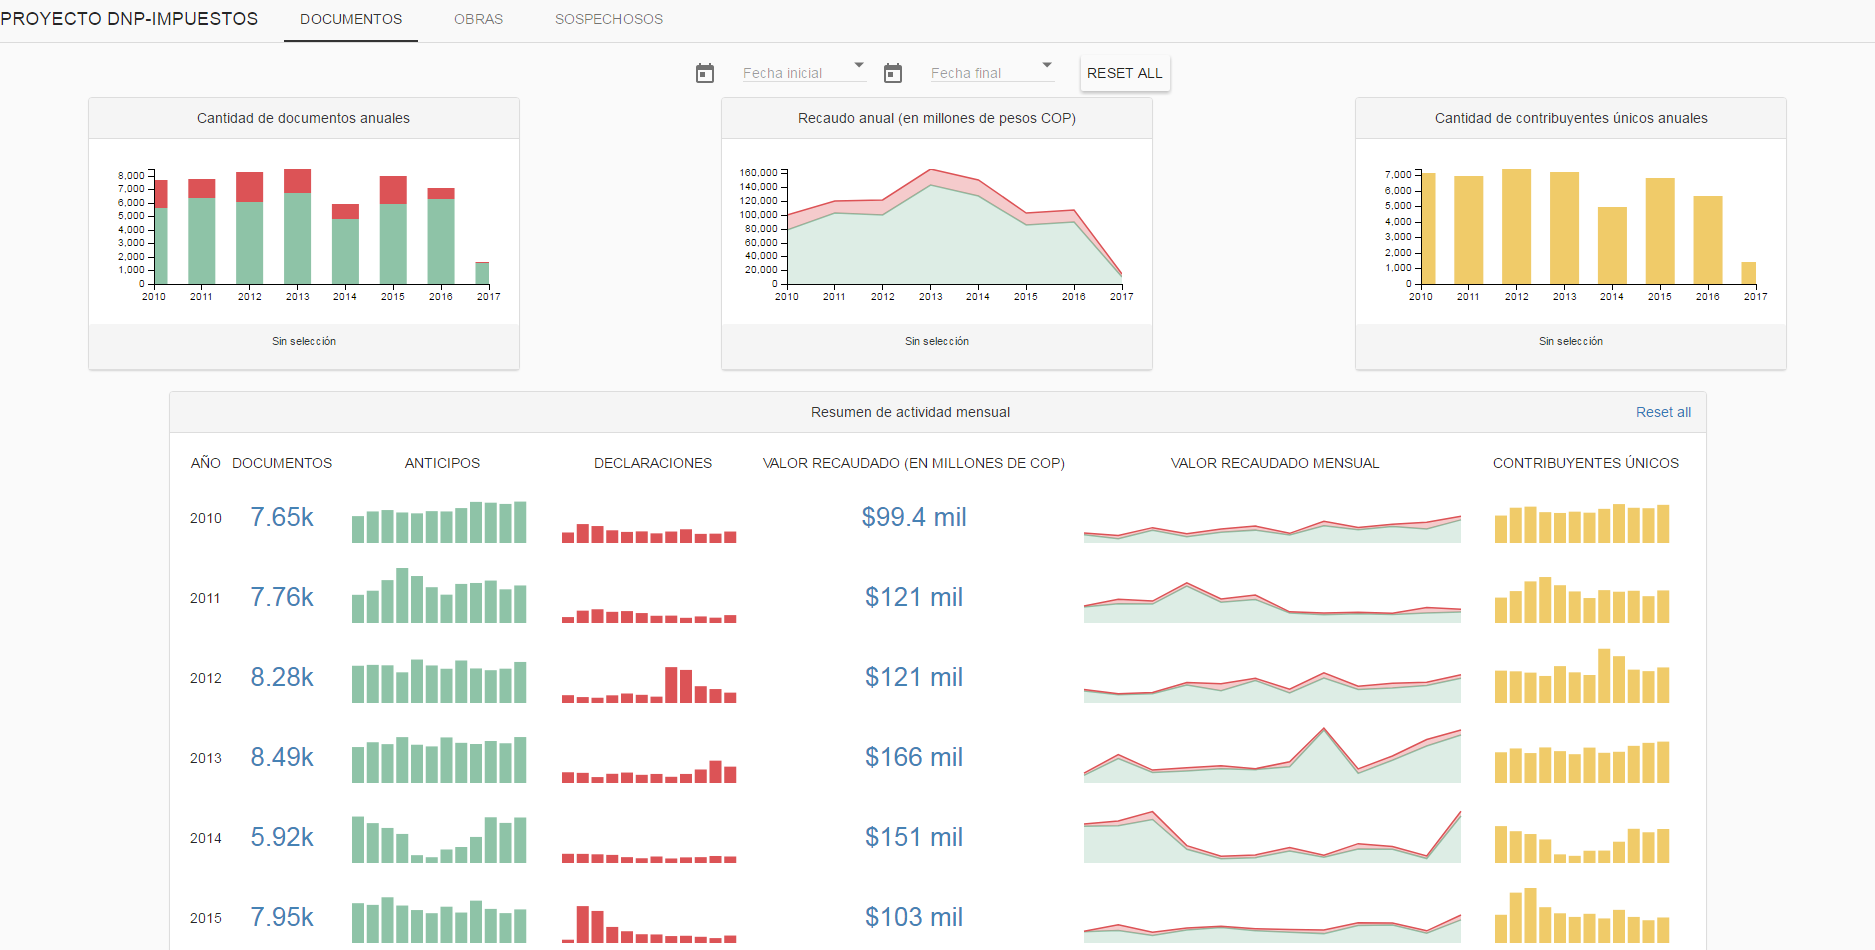 PROYECTO DNP-IMPUESTOS DOCUMENTOS OBRAS SOSPECHOSOS
Fecha inicial Fecha final RESET ALL
Cantidad de documentos anuales
8,000
7,000
6,000
5,000
4,000
3,000
2,000
1,000
0
2010 2011 2012 2013 2014 2015 2016 2017
Sin selección
Recaudo anual (en millones de pesos COP)
160,000
140,000
120,000
100,000
80,000
60,000
40,000
20,000
0
2010 2011 2012 2013 2014 2015 2016 2017
Sin selección
Cantidad de contribuyentes únicos anuales
7,000
6,000
5,000
4,000
3,000
2,000
1,000
0
2010 2011 2012 2013 2014 2015 2016 2017
Sin selección
Resumen de actividad mensual Reset all
AÑO DOCUMENTOS ANTICIPOS DECLARACIONES VALOR RECAUDADO (EN MILLONES DE COP) VALOR RECAUDADO MENSUAL CONTRIBUYENTES ÚNICOS
2010 7.65k $99.4 mil
2011 7.76k $121 mil
2012 8.28k $121 mil
2013 8.49k $166 mil
2014 5.92k $151 mil
2015 7.95k $103 mil